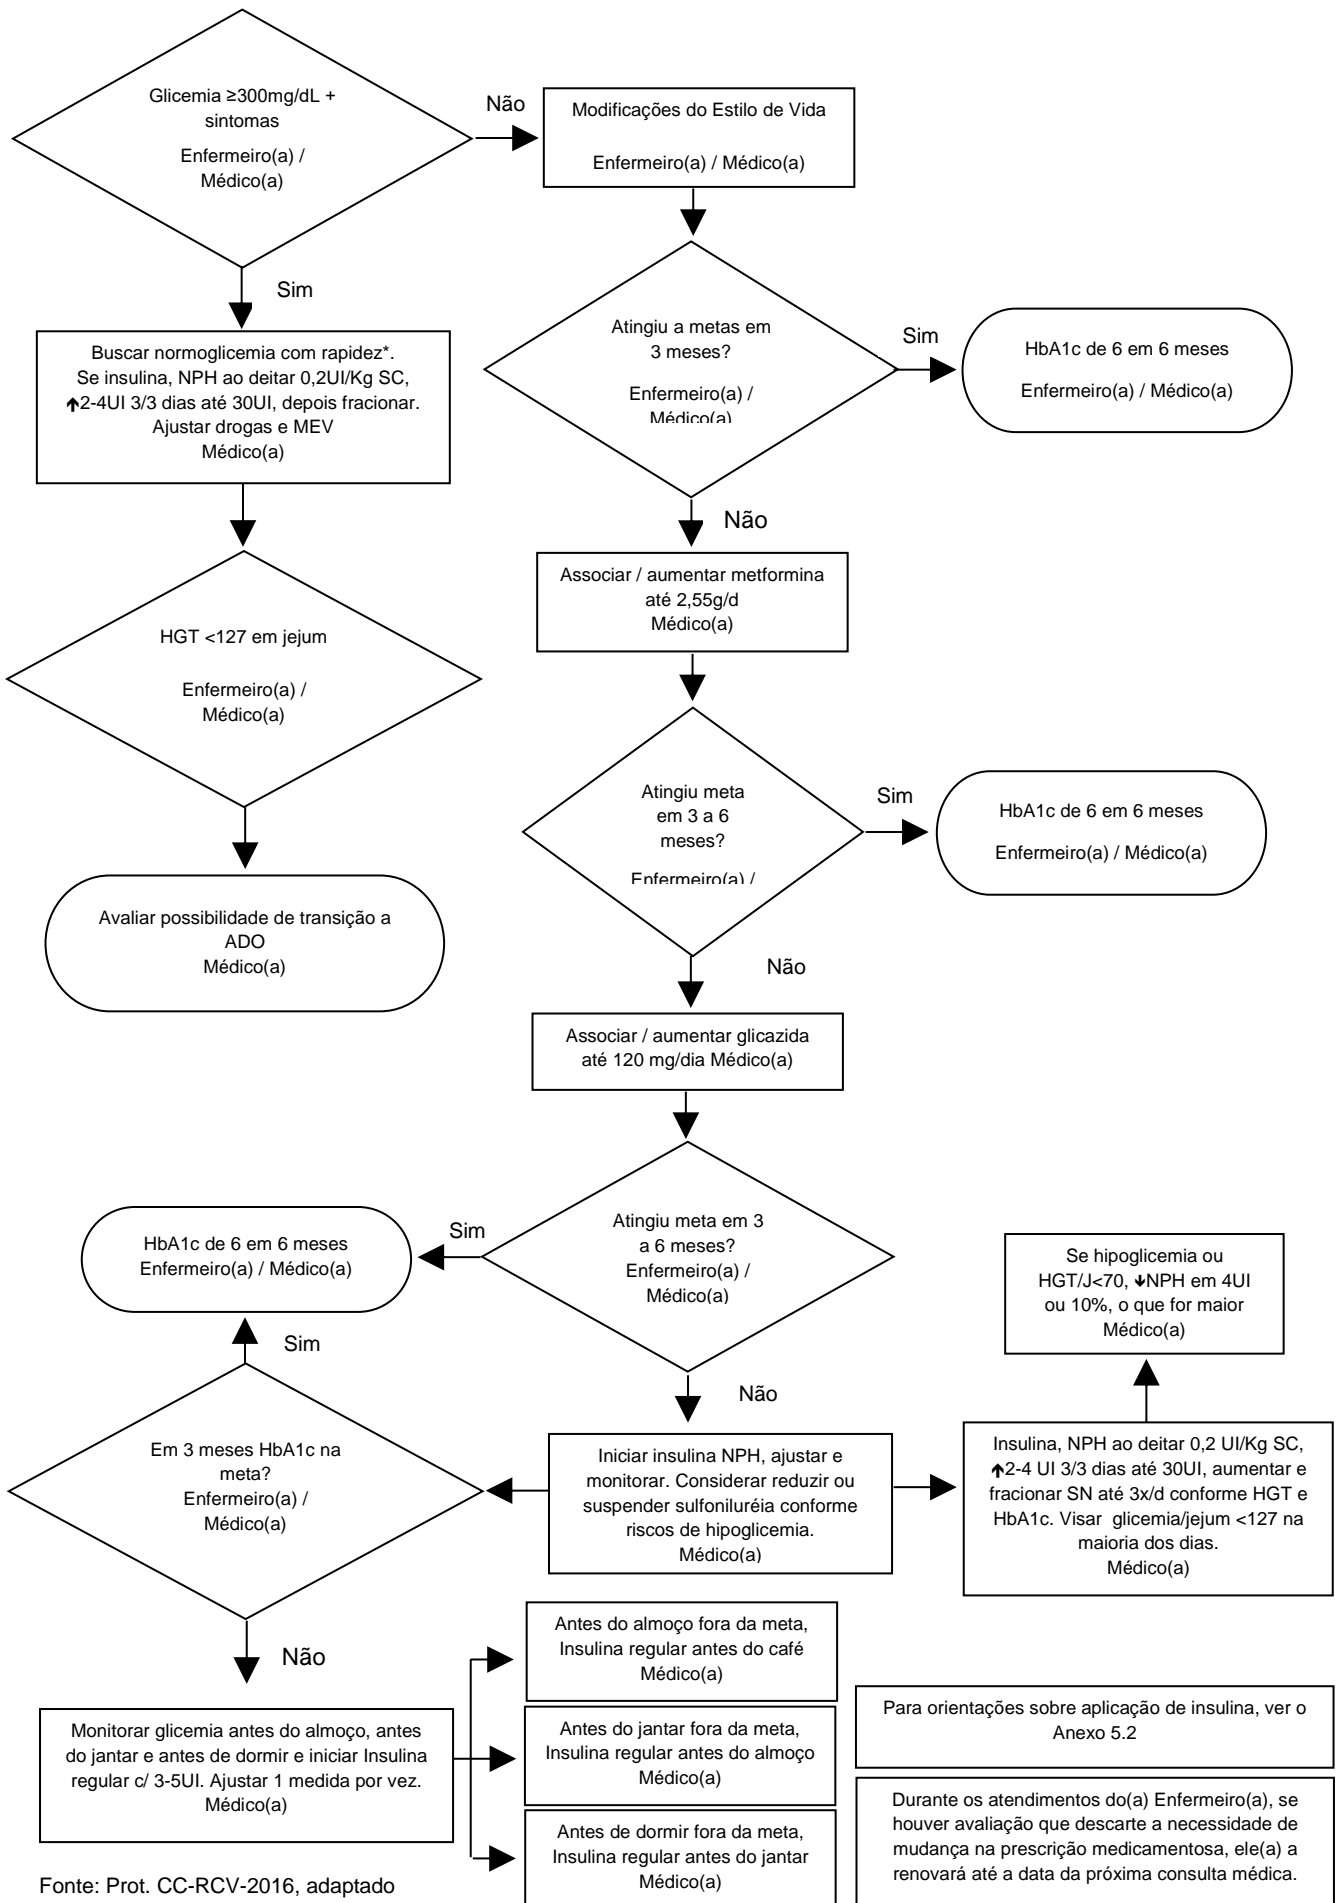 Glicemia ≥300mg/dL +
sintomas
Enfermeiro(a) /
Médico(a)
Não
Modificações do Estilo de Vida
Enfermeiro(a) / Médico(a)
Sim
Buscar normoglicemia com rapidez*.
Se insulina, NPH ao deitar 0,2UI/Kg SC,
↑2-4UI 3/3 dias até 30UI, depois fracionar.
Ajustar drogas e MEV
Médico(a)
Atingiu a metas em
3 meses?
Enfermeiro(a) /
Médico(a)
Sim
HbA1c de 6 em 6 meses
Enfermeiro(a) / Médico(a)
Não
HGT <127 em jejum
Enfermeiro(a) /
Médico(a)
Associar / aumentar metformina
até 2,55g/d
Médico(a)
Atingiu meta
em 3 a 6
meses?
Enfermeiro(a) /
Sim
HbA1c de 6 em 6 meses
Enfermeiro(a) / Médico(a)
Avaliar possibilidade de transição a
ADO
Médico(a)
Não
Associar / aumentar glicazida
até 120 mg/dia Médico(a)
Atingiu meta em 3
a 6 meses?
Enfermeiro(a) /
Médico(a)
Sim
HbA1c de 6 em 6 meses
Enfermeiro(a) / Médico(a)
Se hipoglicemia ou
HGT/J<70, ↓NPH em 4UI
ou 10%, o que for maior
Médico(a)
Sim
Não
Em 3 meses HbA1c na
meta?
Enfermeiro(a) /
Médico(a)
Iniciar insulina NPH, ajustar e
monitorar. Considerar reduzir ou
suspender sulfoniluréia conforme
riscos de hipoglicemia.
Médico(a)
Insulina, NPH ao deitar 0,2 UI/Kg SC,
↑2-4 UI 3/3 dias até 30UI, aumentar e
fracionar SN até 3x/d conforme HGT e
HbA1c. Visar glicemia/jejum <127 na
maioria dos dias.
Médico(a)
Não
Monitorar glicemia antes do almoço, antes
do jantar e antes de dormir e iniciar Insulina
regular c/ 3-5UI. Ajustar 1 medida por vez.
Médico(a)
Antes do almoço fora da meta,
Insulina regular antes do café
Médico(a)
Antes do jantar fora da meta,
Insulina regular antes do almoço
Médico(a)
Antes de dormir fora da meta,
Insulina regular antes do jantar
Médico(a)
Para orientações sobre aplicação de insulina, ver o
Anexo 5.2
Durante os atendimentos do(a) Enfermeiro(a), se
houver avaliação que descarte a necessidade de
mudança na prescrição medicamentosa, ele(a) a
renovará até a data da próxima consulta médica.
Fonte: Prot. CC-RCV-2016, adaptado